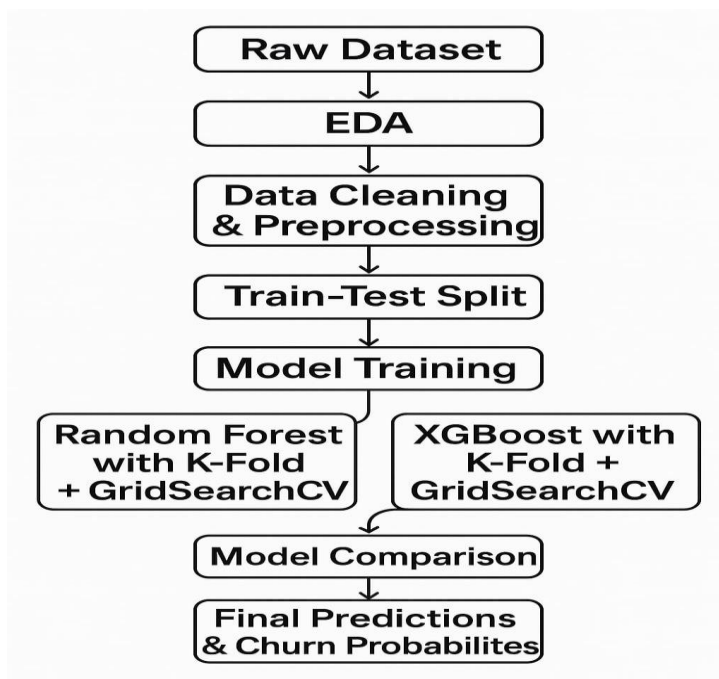 Raw Dataset
EDA
Data Cleaning
& Preprocessing
Train-Test Split
Model Training
Random Forest
with K-Fold
+ GridSearchCV
XGBoost with
K-Fold +
GridSearchCV
Model Comparison
Final Predictions
& Churn Probabilites